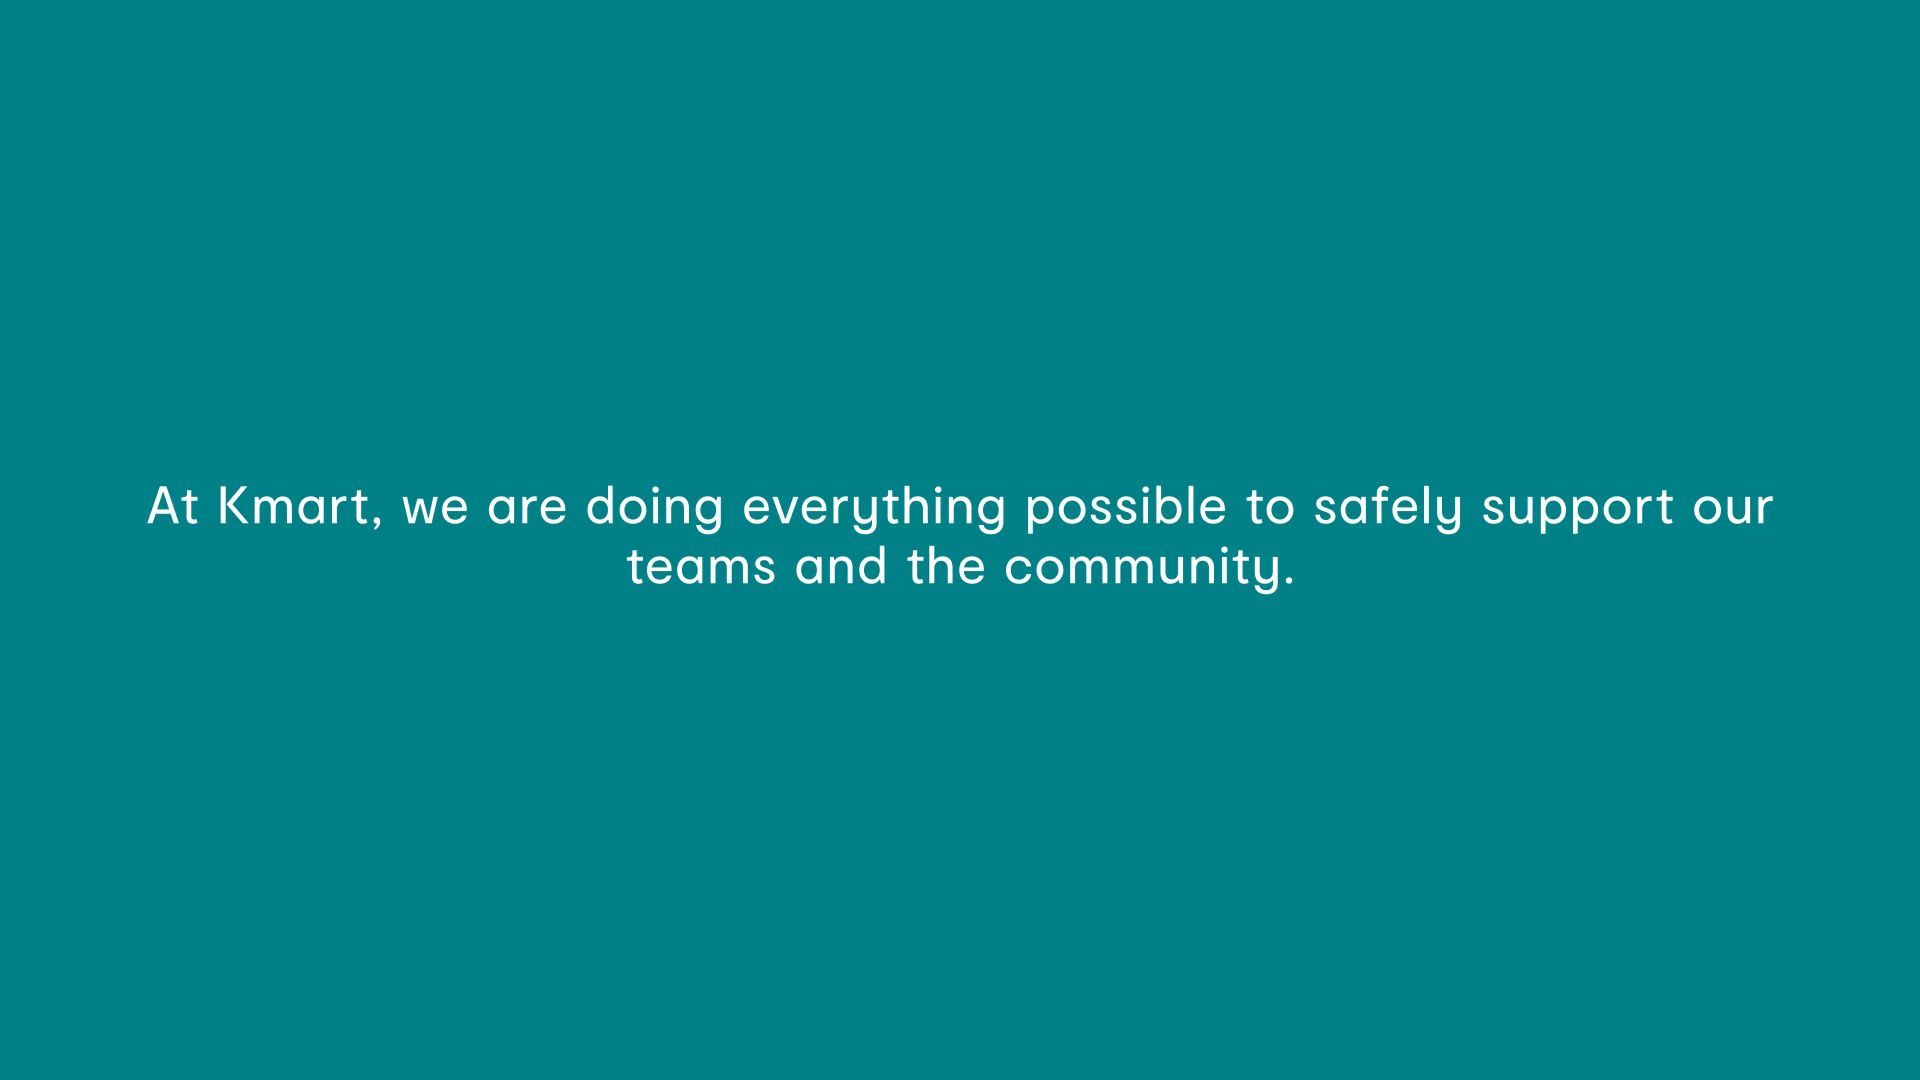 At Kmart, we are doing everything possible to safely support our
teams and the community.